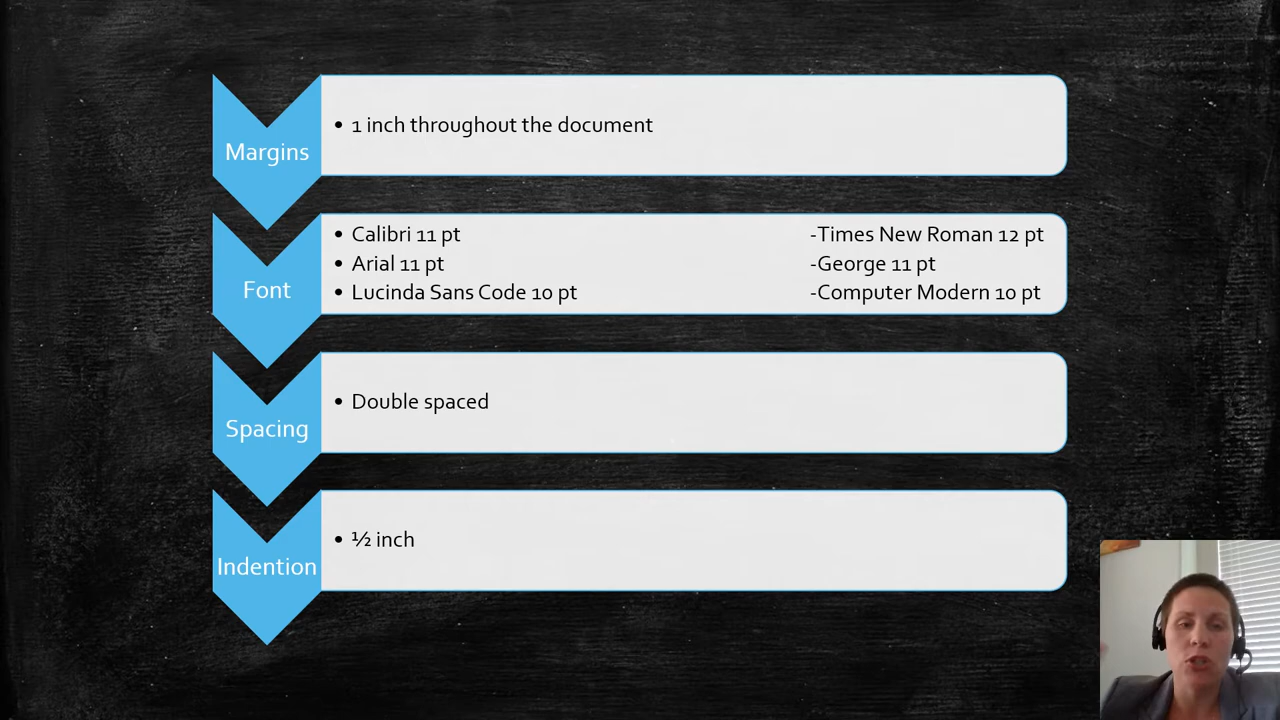 Margins
• 1 inch throughout the document
Font
• Calibri 11 pt -Times New Roman 12 pt
• Arial 11 pt -George 11 pt
• Lucinda Sans Code 10 pt -Computer Modern 10 pt
Spacing
• Double spaced
Indention
• ½ inch